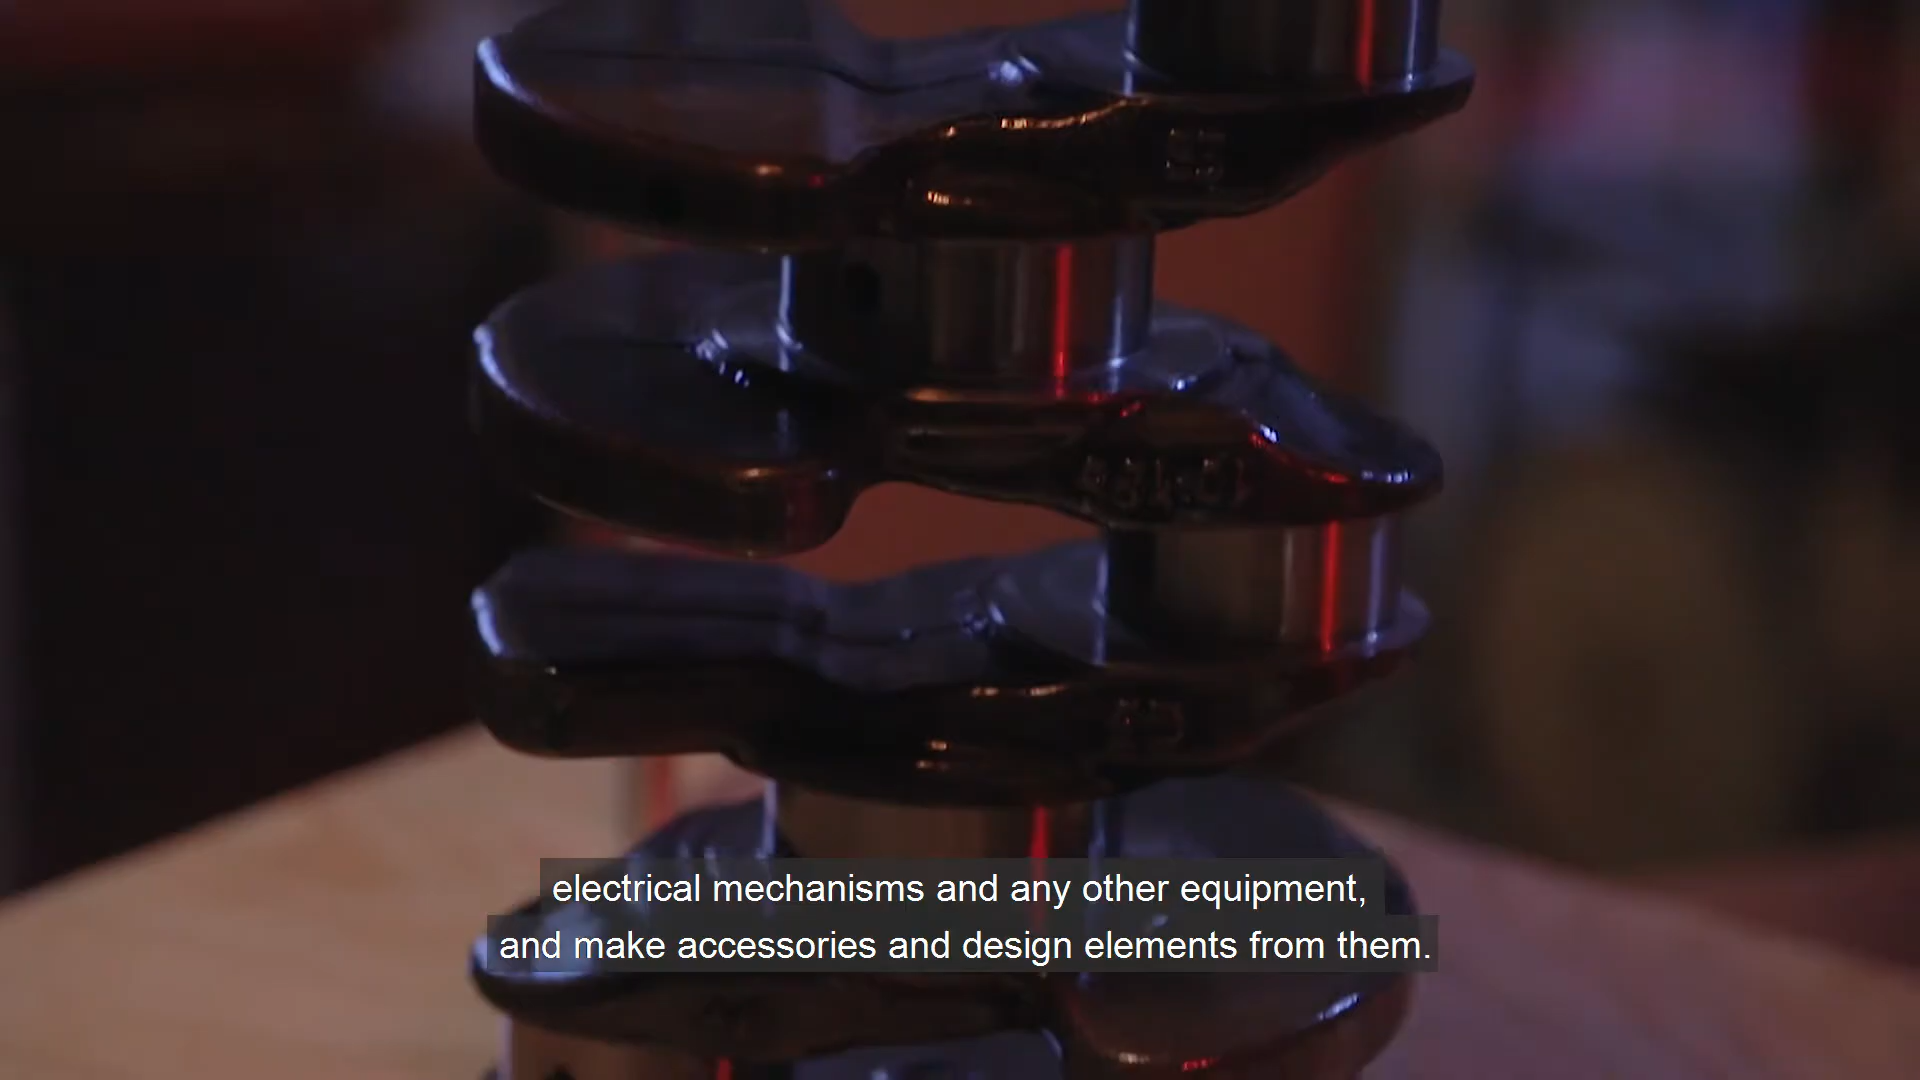 electrical mechanisms and any other equipment,
and make accessories and design elements from them.